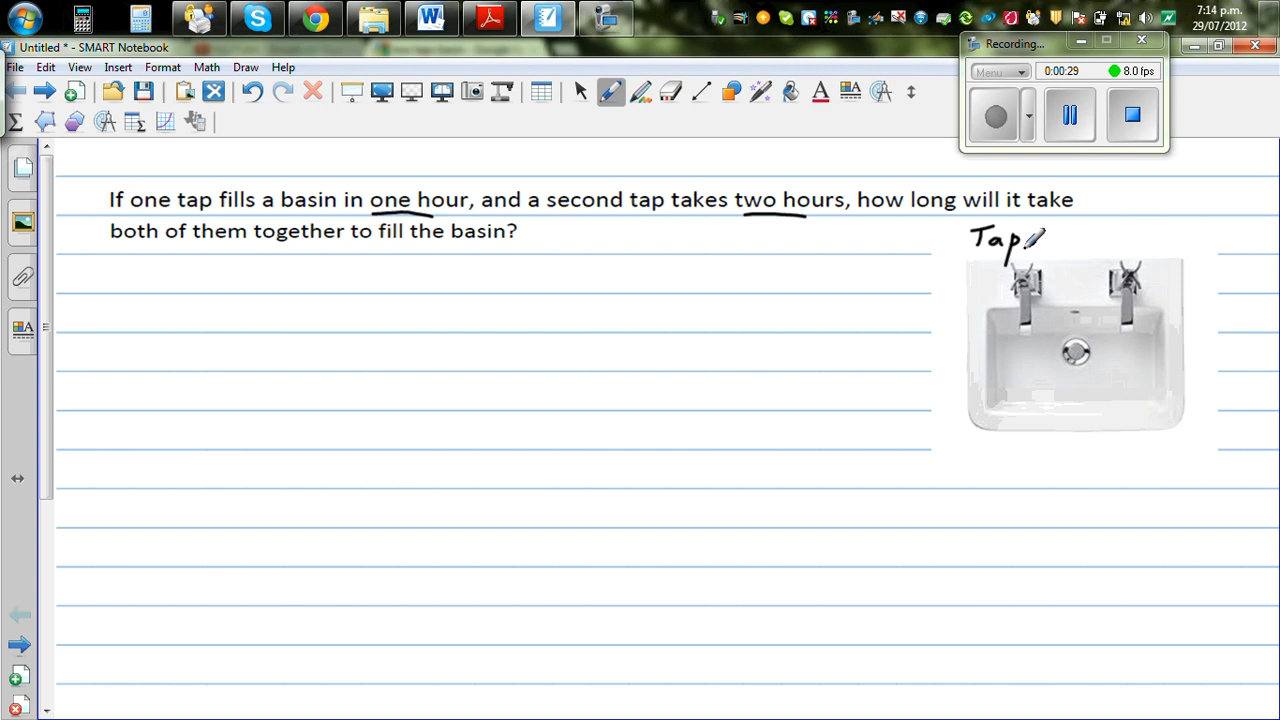 7:14 p.m.
29/07/2012
Untitled * - SMART Notebook
Recording...
File Edit View Insert Format Math Draw Help
Menu 0:00:29 8.0 fps
If one tap fills a basin in one hour, and a second tap takes two hours, how long will it take
both of them together to fill the basin?
Tap